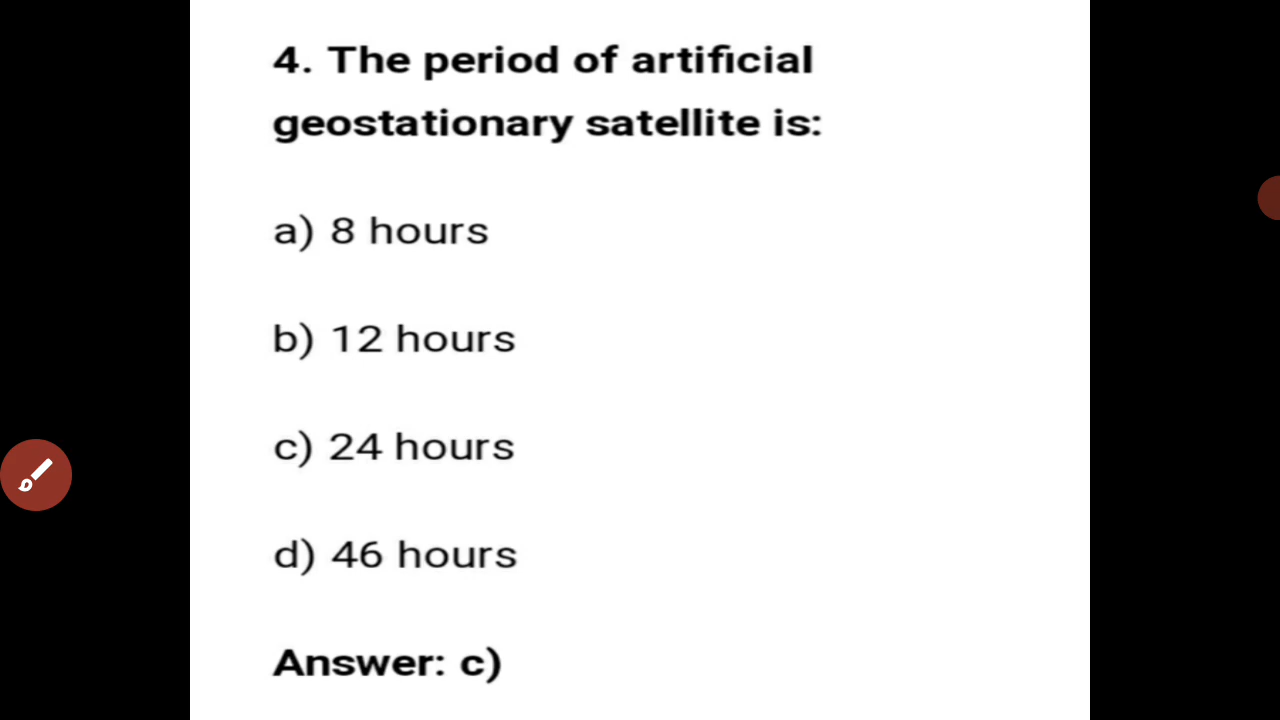 4. The period of artificial
geostationary satellite is:
a) 8 hours
b) 12 hours
c) 24 hours
d) 46 hours
Answer: c)